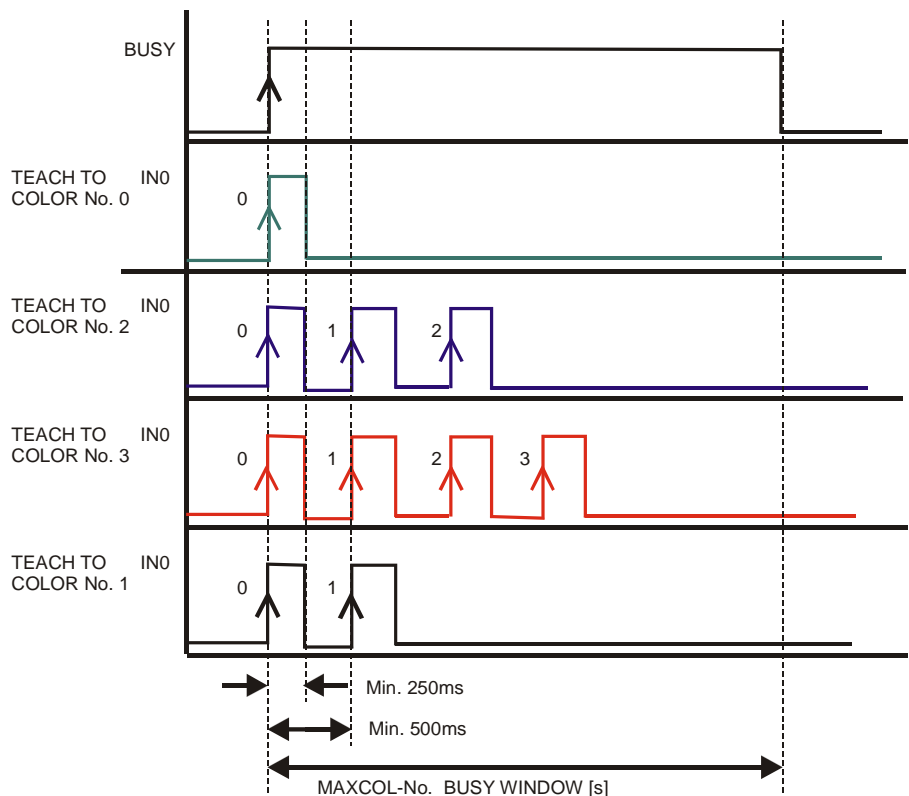 BUSY
TEACH TO IN0
COLOR No. 0
0
TEACH TO IN0
COLOR No. 2
0 1 2
TEACH TO IN0
COLOR No. 3
0 1 2 3
TEACH TO IN0
COLOR No. 1
0 1
Min. 250ms
Min. 500ms
MAXCOL-No. BUSY WINDOW [s]